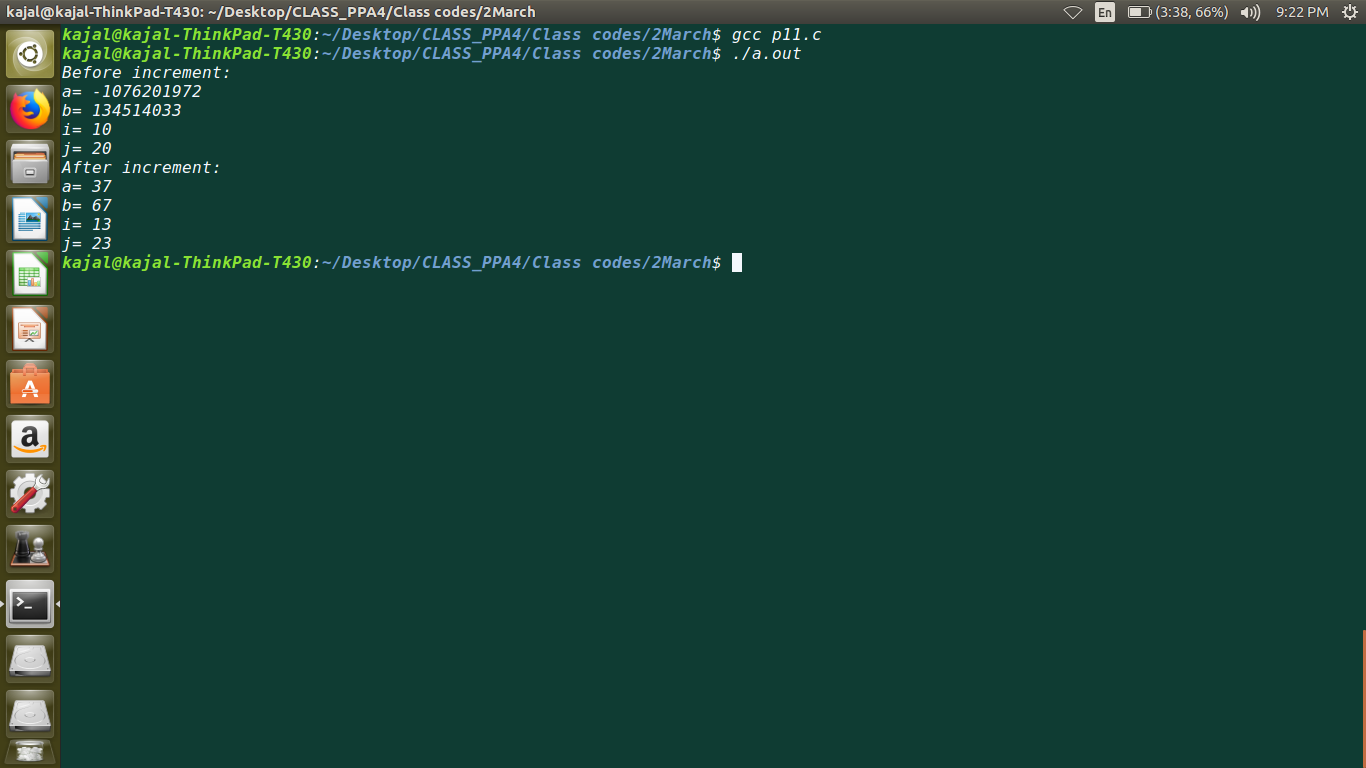 kajal@kajal-ThinkPad-T430: ~/Desktop/CLASS_PPA4/Class codes/2March
En (3:38, 66%) 9:22 PM
kajal@kajal-ThinkPad-T430:~/Desktop/CLASS_PPA4/Class codes/2March$ gcc p11.c
kajal@kajal-ThinkPad-T430:~/Desktop/CLASS_PPA4/Class codes/2March$ ./a.out
Before increment:
a= -1076201972
b= 134514033
i= 10
j= 20
After increment:
a= 37
b= 67
i= 13
j= 23
kajal@kajal-ThinkPad-T430:~/Desktop/CLASS_PPA4/Class codes/2March$